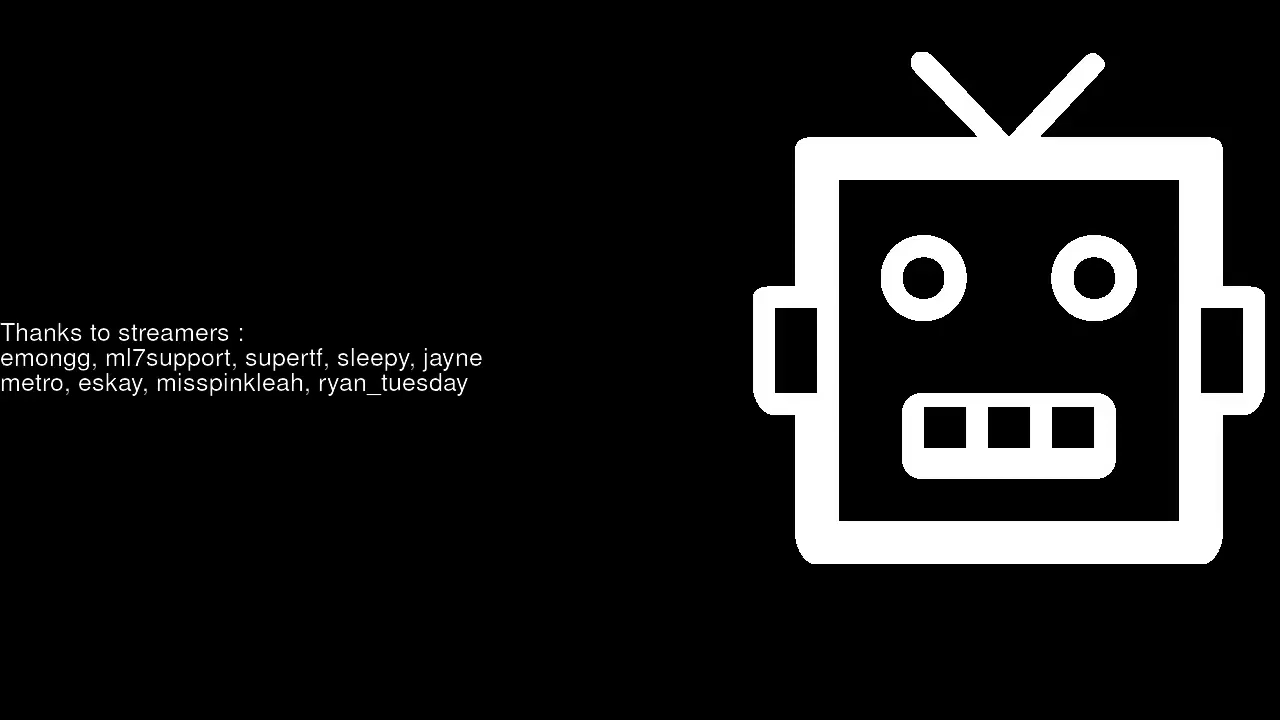 Thanks to streamers :
emongg, ml7support, supertf, sleepy, jayne
metro, eskay, misspinkleah, ryan_tuesday